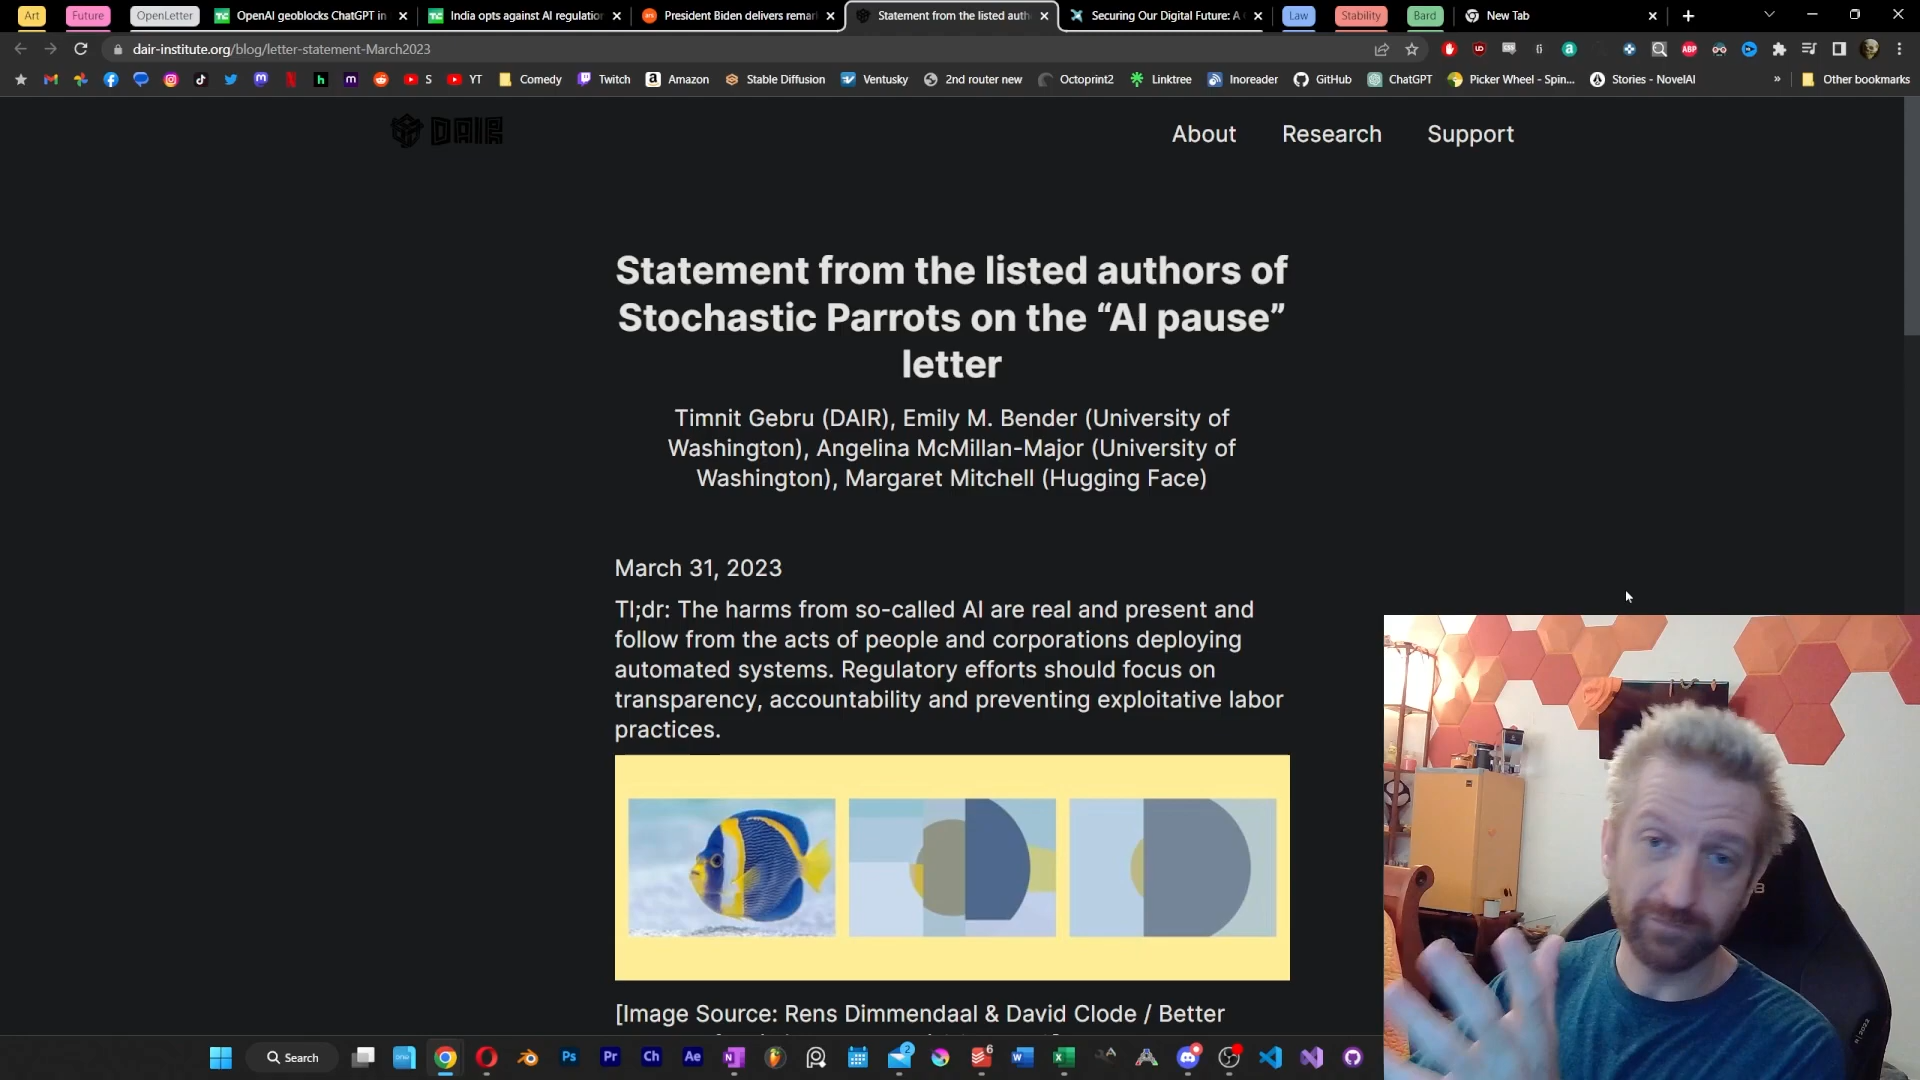 Art
Future
OpenLetter
OpenAI geoblocks ChatGPT in
India opts against AI regulation
President Biden delivers remar
Statement from the listed auth
Securing Our Digital Future: A
Law
Stability
Bard
New Tab
dair-institute.org/blog/letter-statement-March2023
S
YT
Comedy
Twitch
Amazon
Stable Diffusion
Ventusky
2nd router new
Octoprint2
Linktree
Inoreader
GitHub
ChatGPT
Picker Wheel - Spin...
Stories - NovelAI
»
Other bookmarks
DAIR
About
Research
Support
Statement from the listed authors of
Stochastic Parrots on the “AI pause”
letter
Timnit Gebru (DAIR), Emily M. Bender (University of
Washington), Angelina McMillan-Major (University of
Washington), Margaret Mitchell (Hugging Face)
March 31, 2023
Tl;dr: The harms from so-called AI are real and present and
follow from the acts of people and corporations deploying
automated systems. Regulatory efforts should focus on
transparency, accountability and preventing exploitative labor
practices.
[Image Source: Rens Dimmendaal & David Clode / Better
Search
Ps
Pr
Ch
Ae
N
2
6